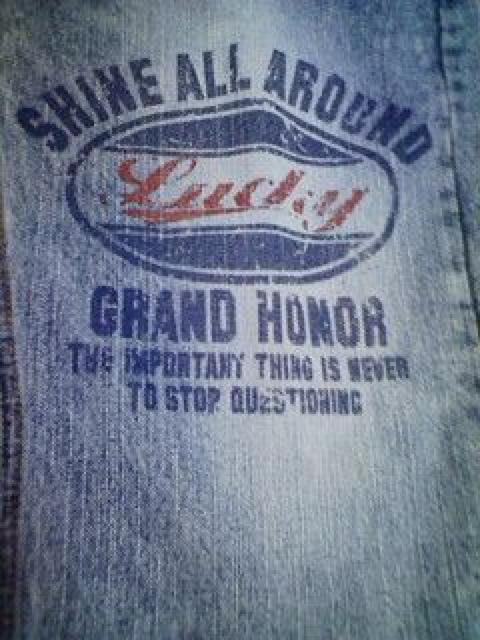 SHINE ALL AROUND
Lucky
GRAND HONOR
THE IMPORTANT THING IS NEVER
TO STOP QUESTIONING